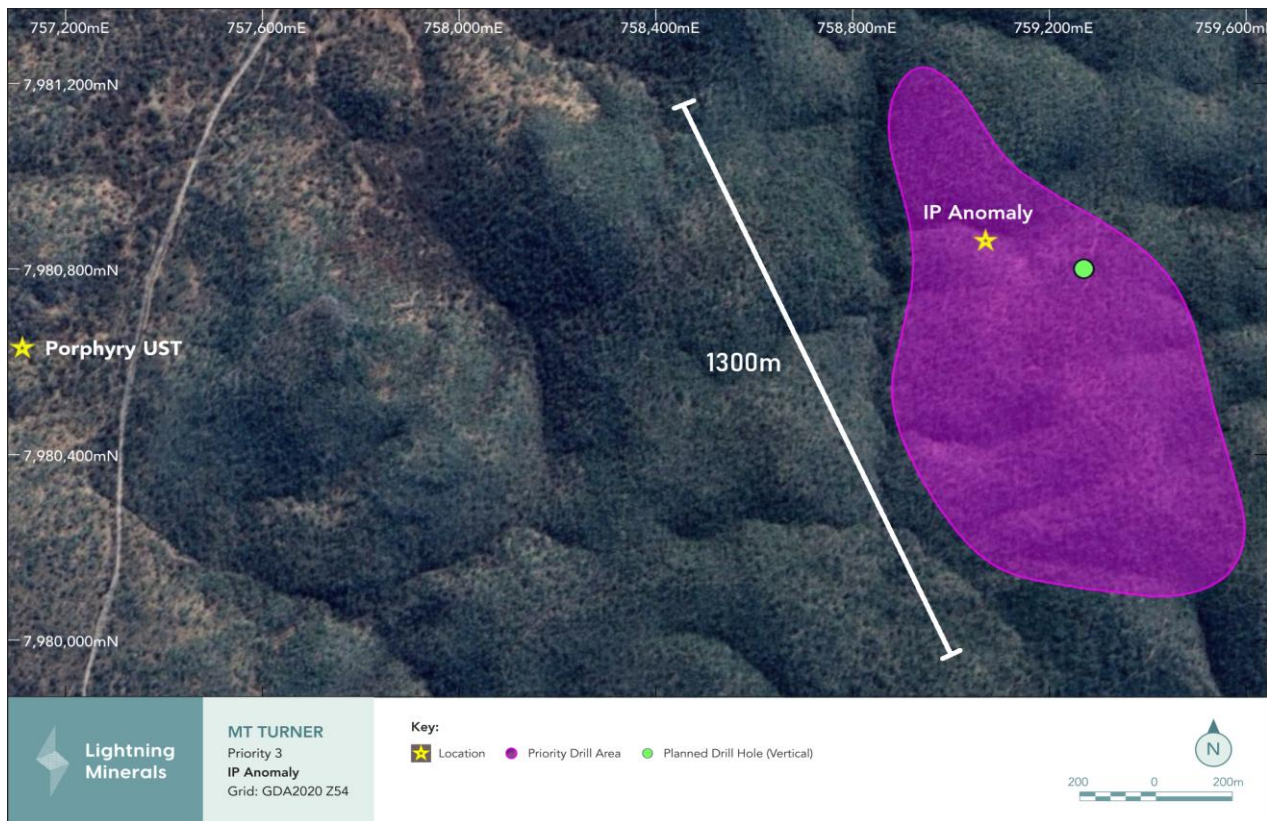 757,200mE
757,600mE
758,000mE
758,400mE
758,800mE
759,200mE
759,600m
7,981,200mN
IP Anomaly
7,980,800mN
Porphyry UST
1300m
7,980,400mN
7,980,000mN
Lightning
Minerals
MT TURNER
Priority 3
IP Anomaly
Grid: GDA2020 Z54
Key:
Location
Priority Drill Area
Planned Drill Hole (Vertical)
N
200 0 200m